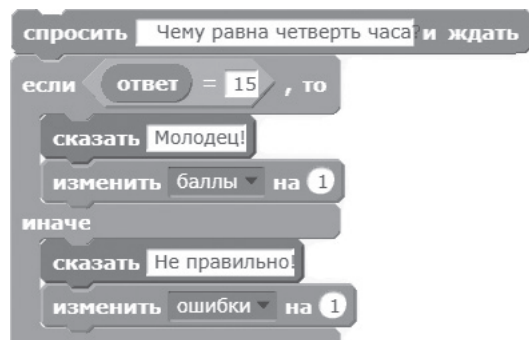 спросить Чему равна четверть часа? и ждать
если ответ = 15 , то
сказать Молодец!
изменить баллы на 1
иначе
сказать Не правильно!
изменить ошибки на 1